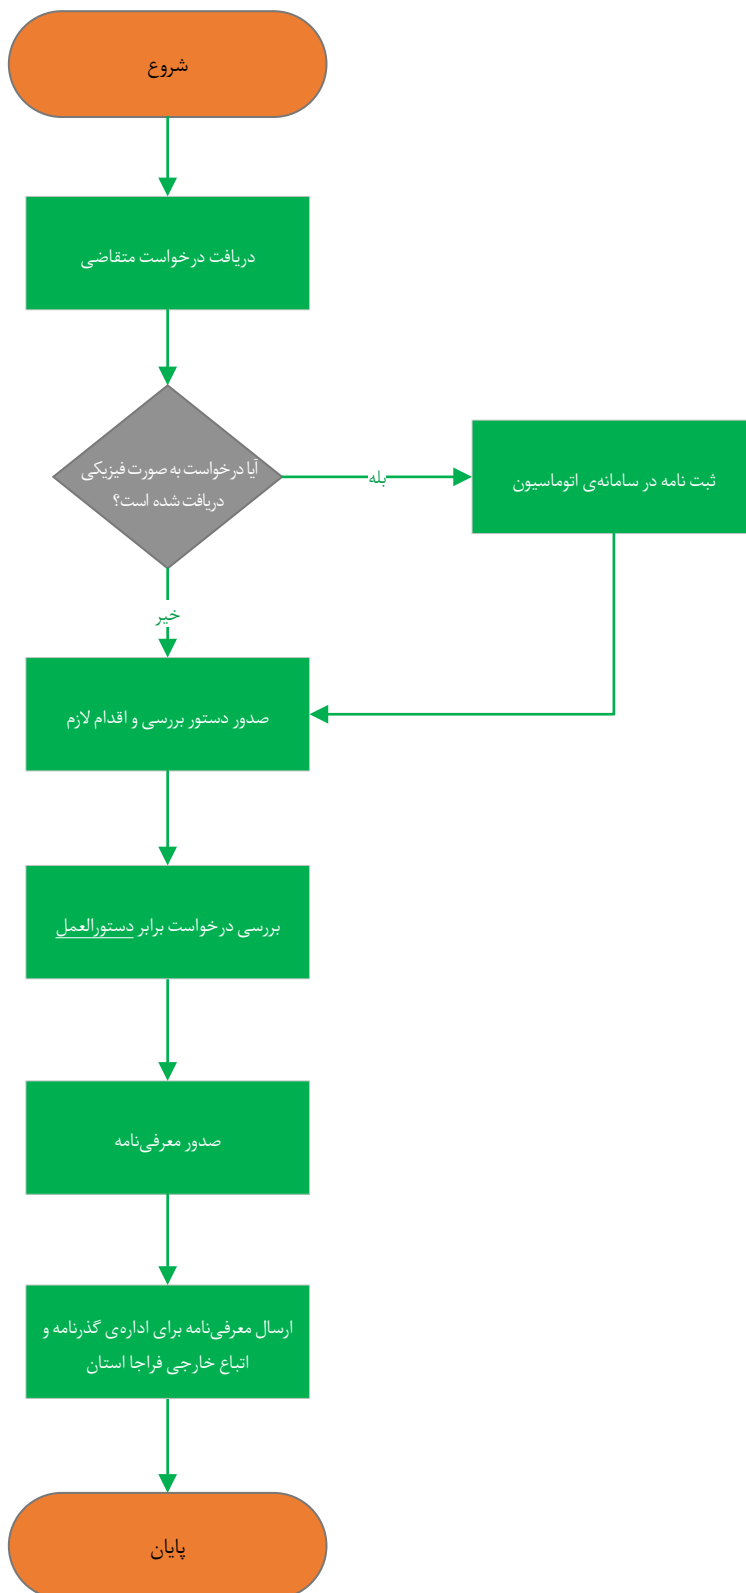 شروع
دریافت درخواست متقاضی
آیا درخواست به صورت فیزیکی
دریافت شده است؟
بله
ثبت نامه در سامانه‌ی اتوماسیون
خیر
صدور دستور بررسی و اقدام لازم
بررسی درخواست برابر دستورالعمل
صدور معرفی‌نامه
ارسال معرفی‌نامه برای اداره‌ی گذرنامه و
اتباع خارجی فراجا استان
پایان